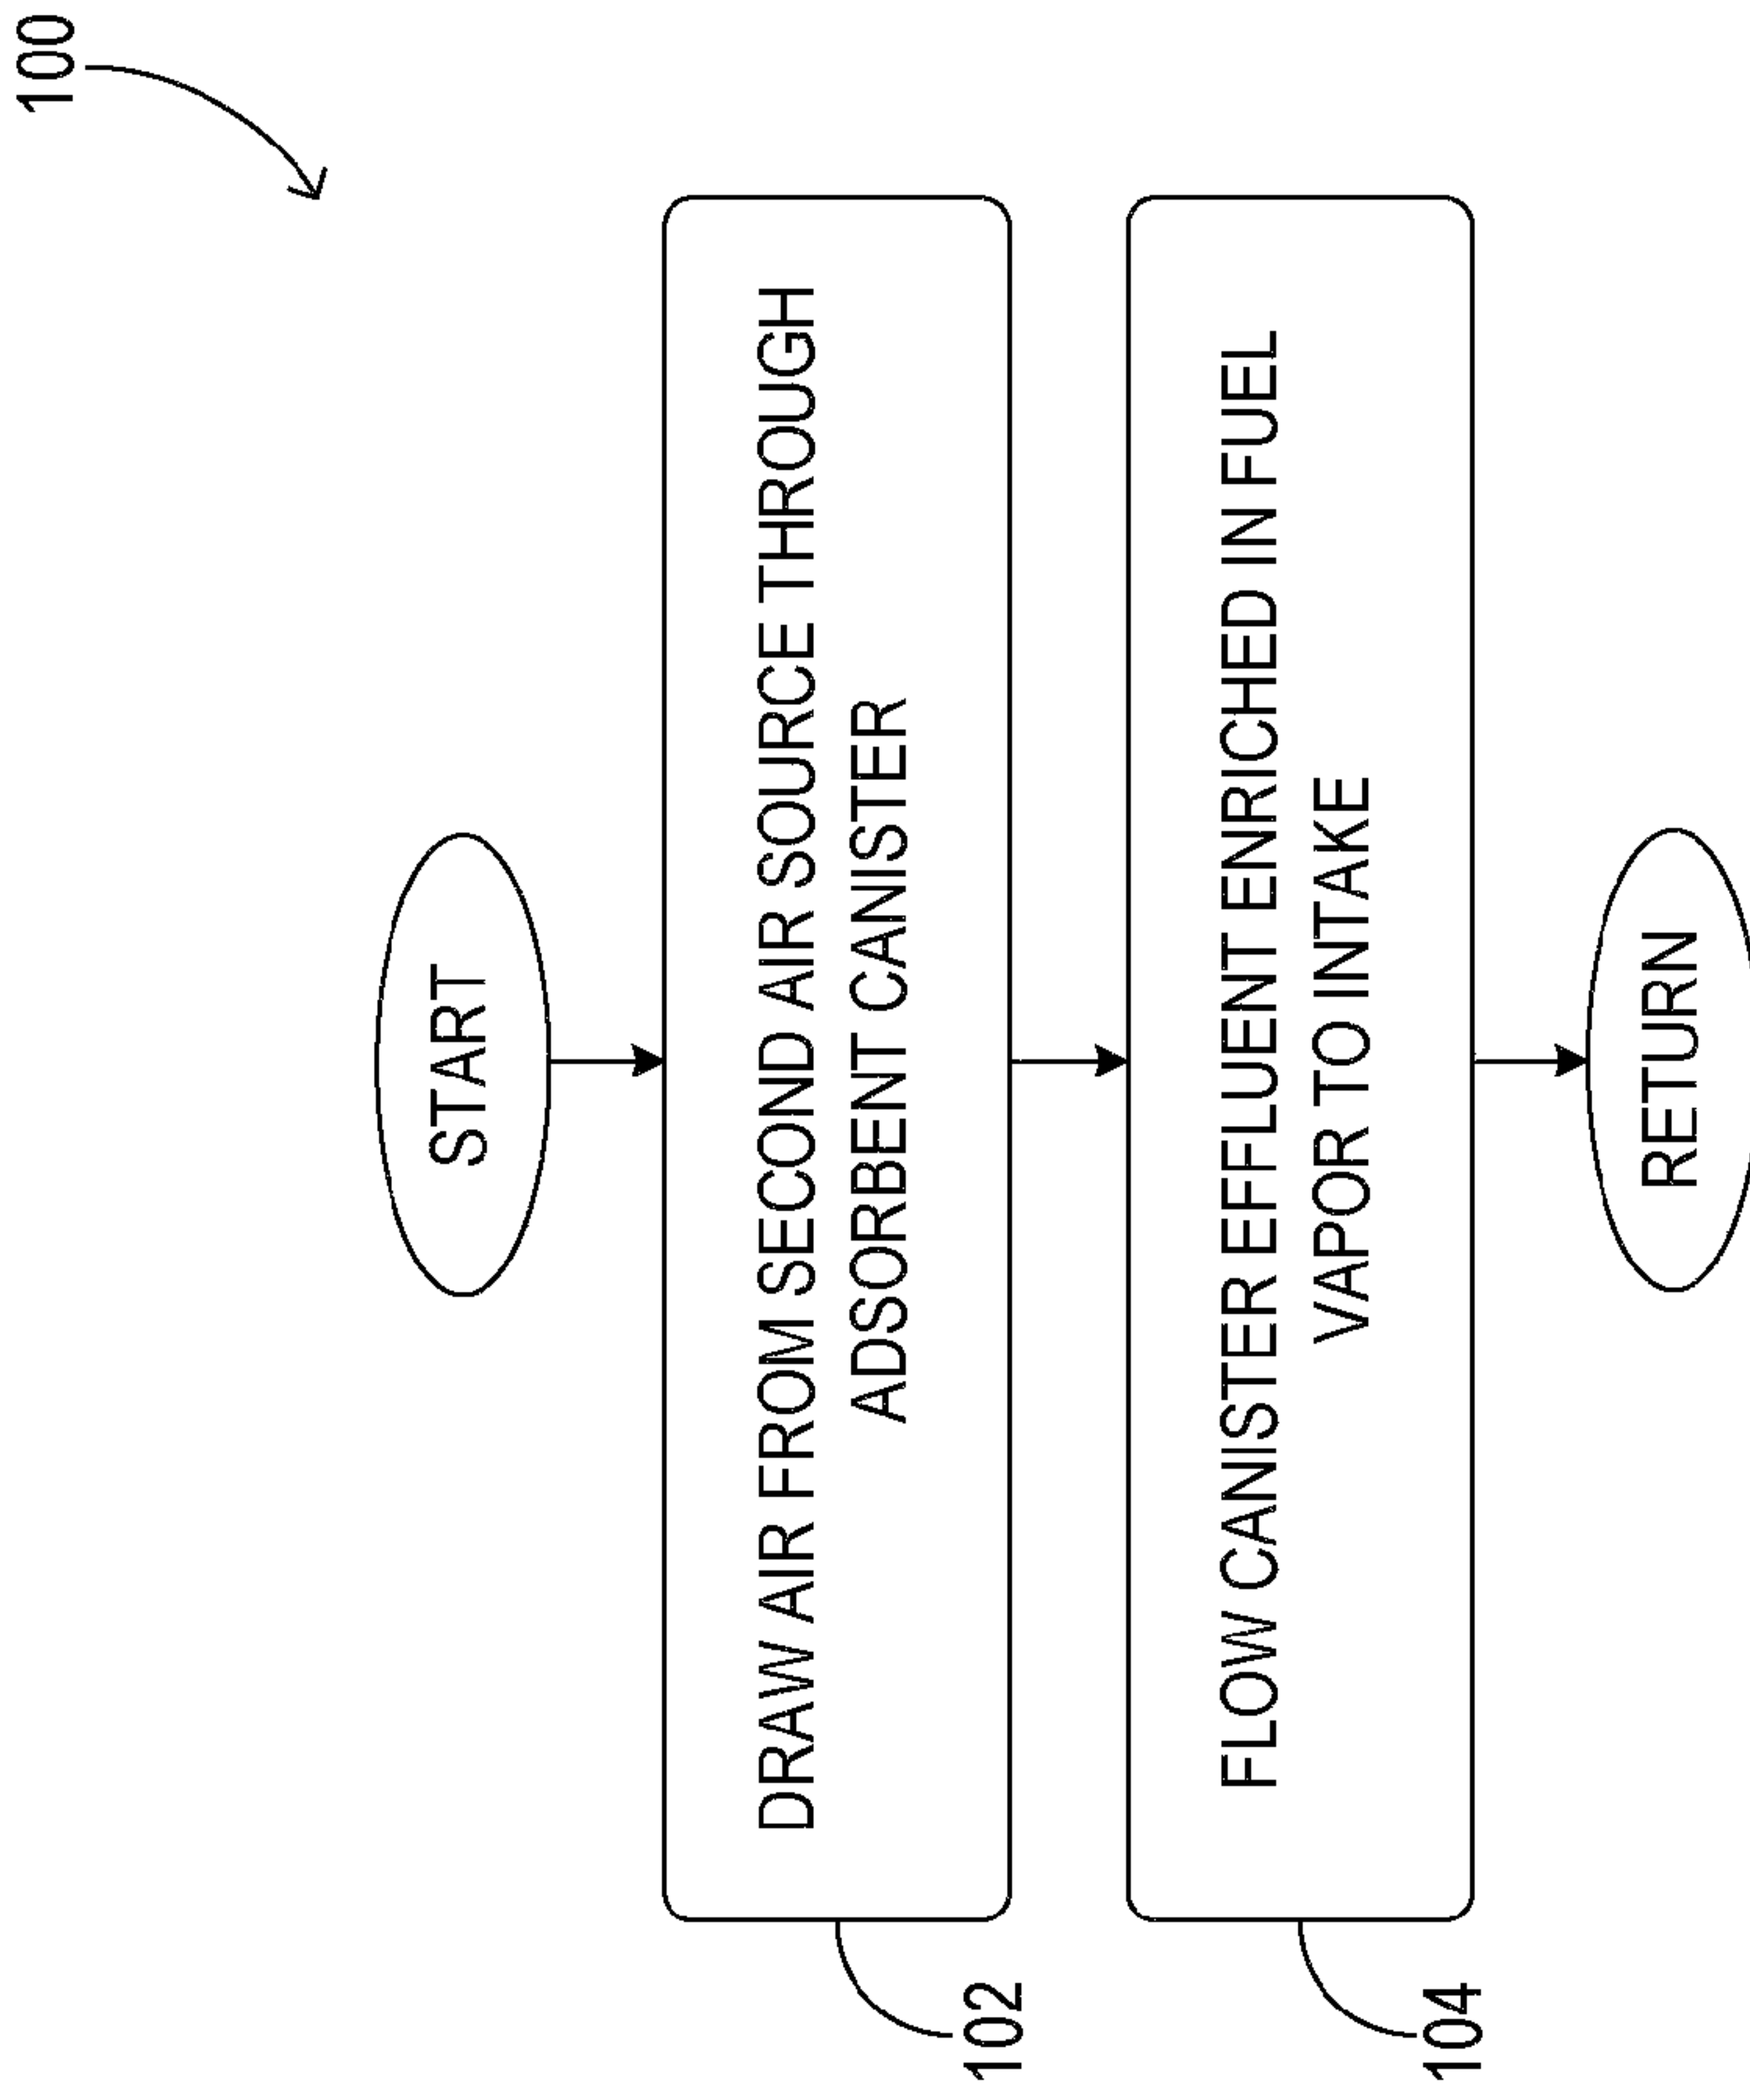 100
START
DRAW AIR FROM SECOND AIR SOURCE THROUGH
ADSORBENT CANISTER
102
FLOW CANISTER EFFLUENT ENRICHED IN FUEL
VAPOR TO INTAKE
104
RETURN